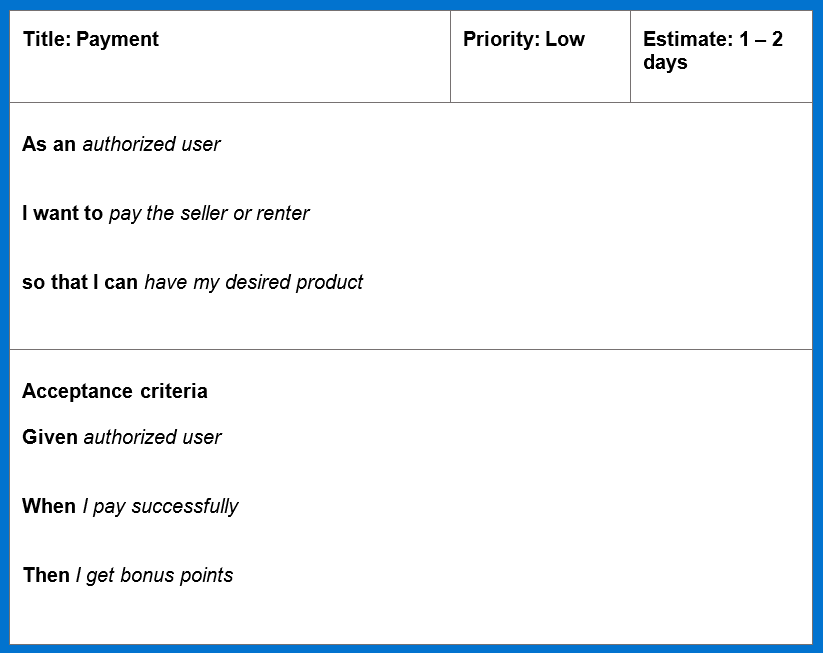 Title: Payment
Priority: Low
Estimate: 1 – 2
days
As an authorized user
I want to pay the seller or renter
so that I can have my desired product
Acceptance criteria
Given authorized user
When I pay successfully
Then I get bonus points